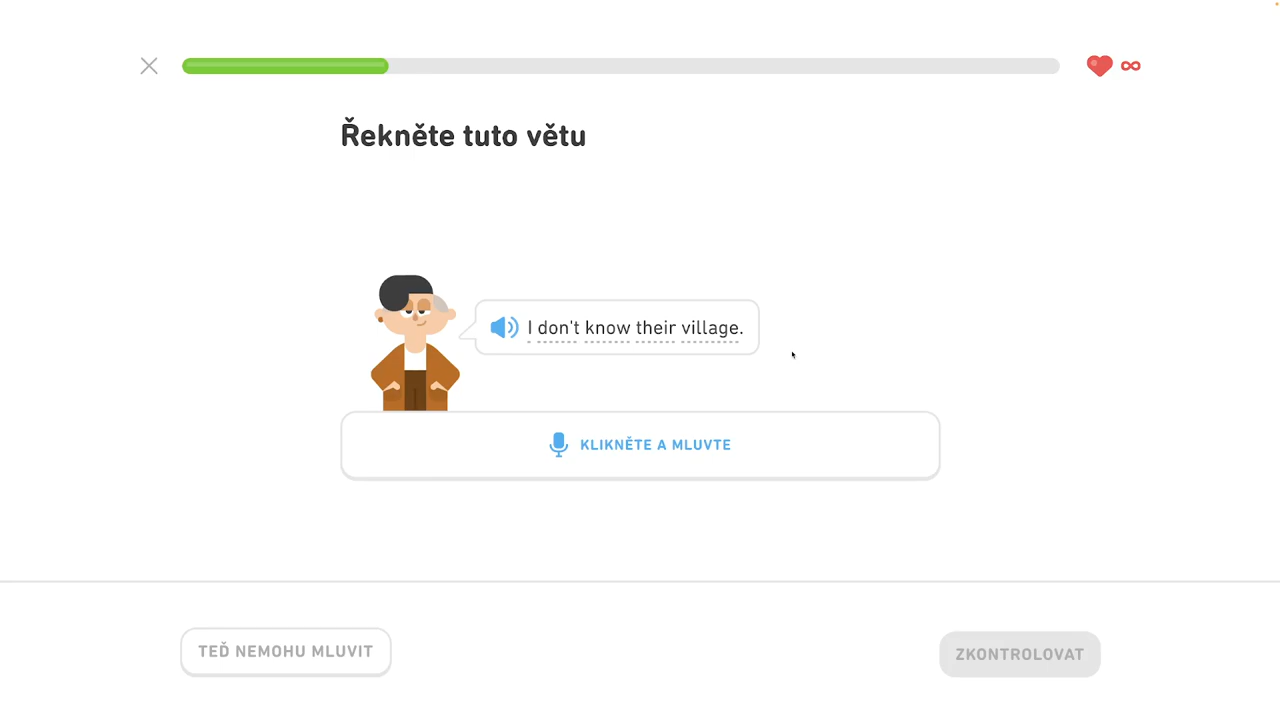 Řekněte tuto větu
I don't know their village.
KLIKNĚTE A MLUVTE
TEĎ NEMOHU MLUVIT
ZKONTROLOVAT